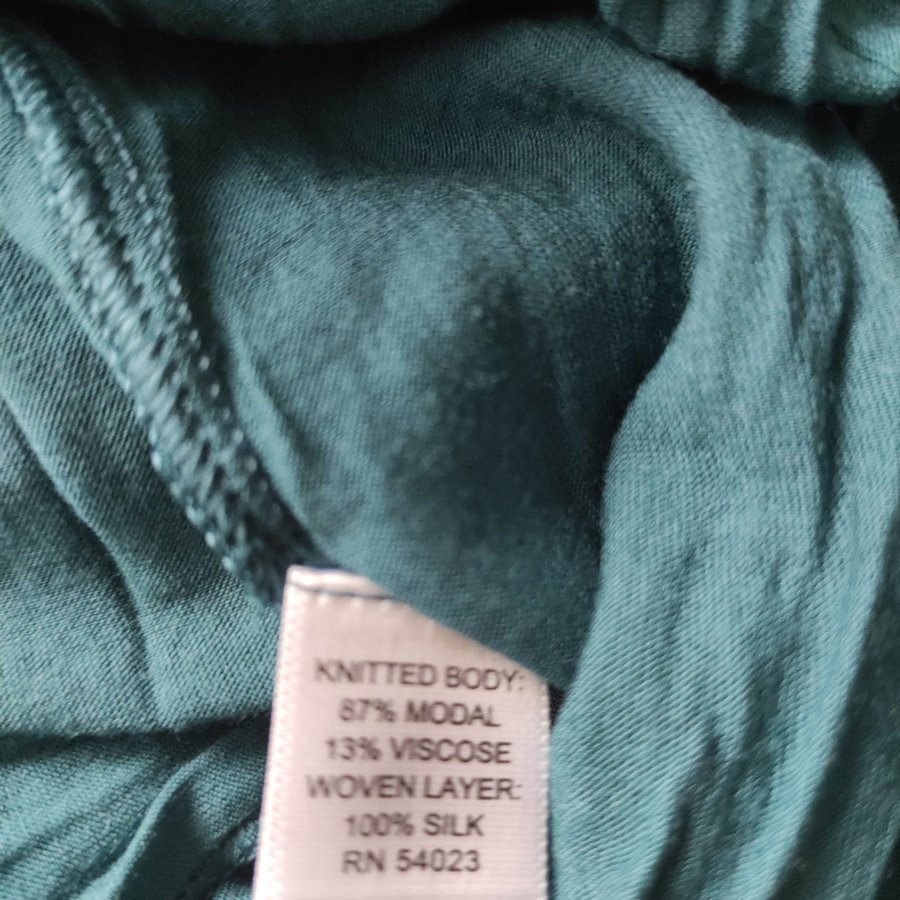 KNITTED BODY:
87% MODAL
13% VISCOSE
WOVEN LAYER:
100% SILK
RN 54023